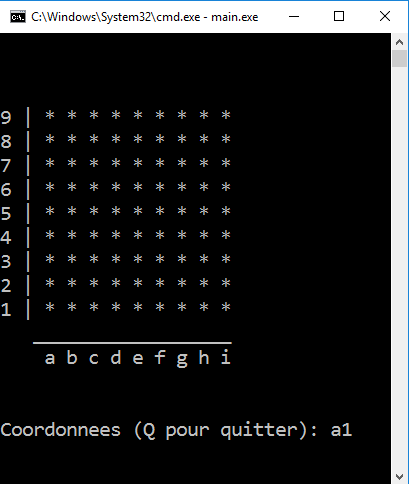 C:\Windows\System32\cmd.exe - main.exe
9 | * * * * * * * * *
8 | * * * * * * * * *
7 | * * * * * * * * *
6 | * * * * * * * * *
5 | * * * * * * * * *
4 | * * * * * * * * *
3 | * * * * * * * * *
2 | * * * * * * * * *
1 | * * * * * * * * *
a b c d e f g h i
Coordonnees (Q pour quitter): a1